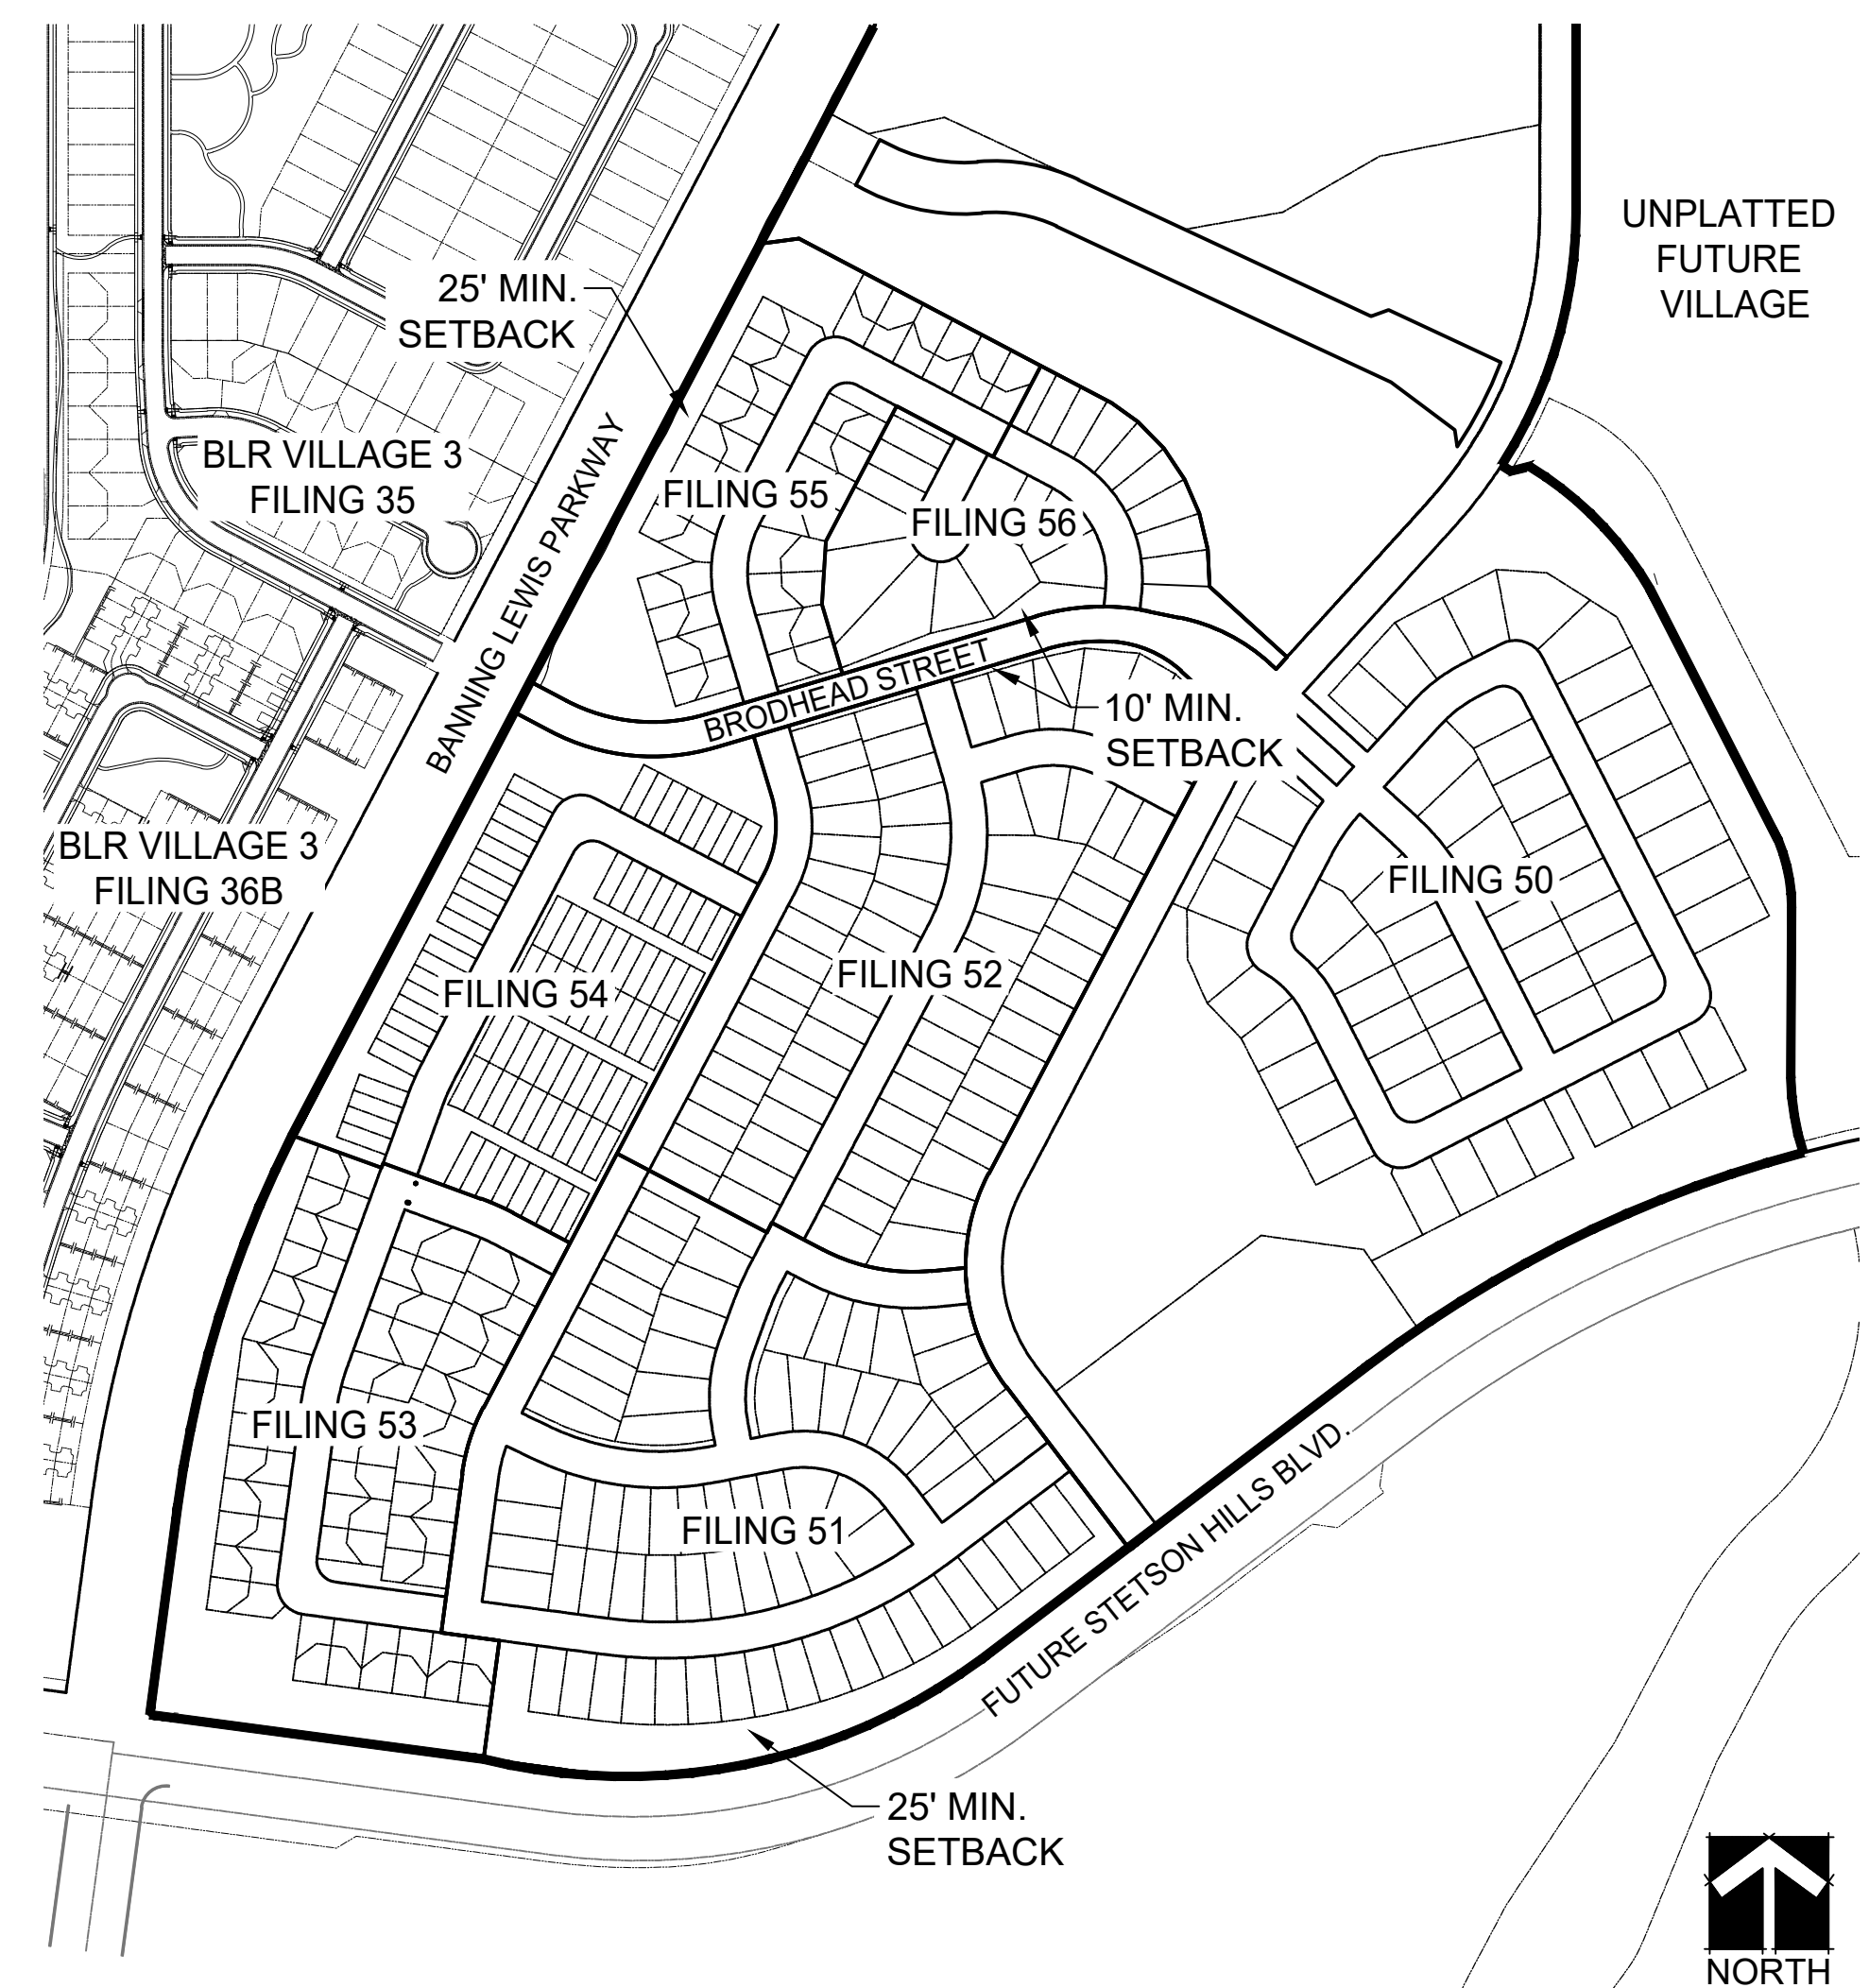 UNPLATTED
FUTURE
VILLAGE
25' MIN.
SETBACK
BLR VILLAGE 3
FILING 35
BANNING LEWIS PARKWAY
FILING 55
FILING 56
BRODHEAD STREET
10' MIN.
SETBACK
BLR VILLAGE 3
FILING 36B
FILING 50
FILING 54
FILING 52
FILING 53
FILING 51
FUTURE STETSON HILLS BLVD.
25' MIN.
SETBACK
NORTH